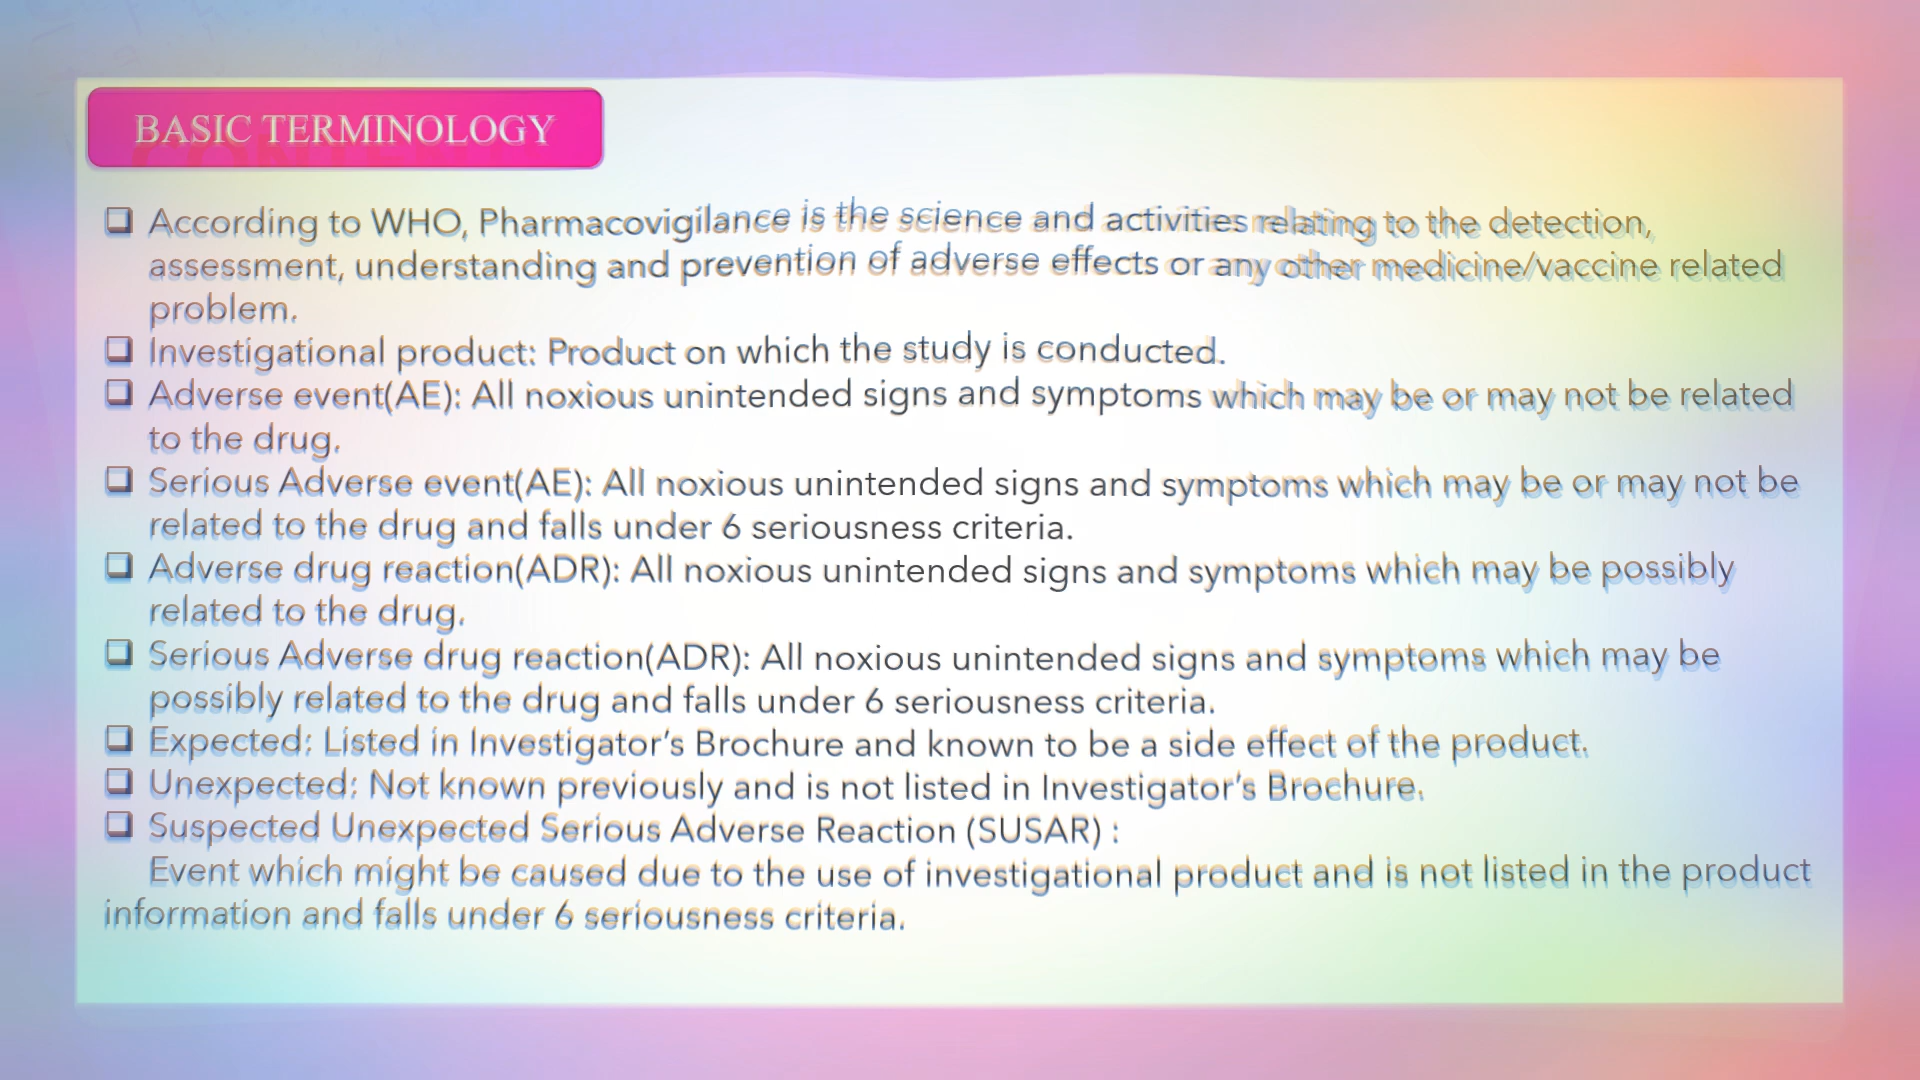 BASIC TERMINOLOGY
According to WHO, Pharmacovigilance is the science and activities relating to the detection,
assessment, understanding and prevention of adverse effects or any other medicine/vaccine related
problem.
Investigational product: Product on which the study is conducted.
Adverse event(AE): All noxious unintended signs and symptoms which may be or may not be related
to the drug.
Serious Adverse event(AE): All noxious unintended signs and symptoms which may be or may not be
related to the drug and falls under 6 seriousness criteria.
Adverse drug reaction(ADR): All noxious unintended signs and symptoms which may be possibly
related to the drug.
Serious Adverse drug reaction(ADR): All noxious unintended signs and symptoms which may be
possibly related to the drug and falls under 6 seriousness criteria.
Expected: Listed in Investigator’s Brochure and known to be a side effect of the product.
Unexpected: Not known previously and is not listed in Investigator’s Brochure.
Suspected Unexpected Serious Adverse Reaction (SUSAR) :
Event which might be caused due to the use of investigational product and is not listed in the product
information and falls under 6 seriousness criteria.